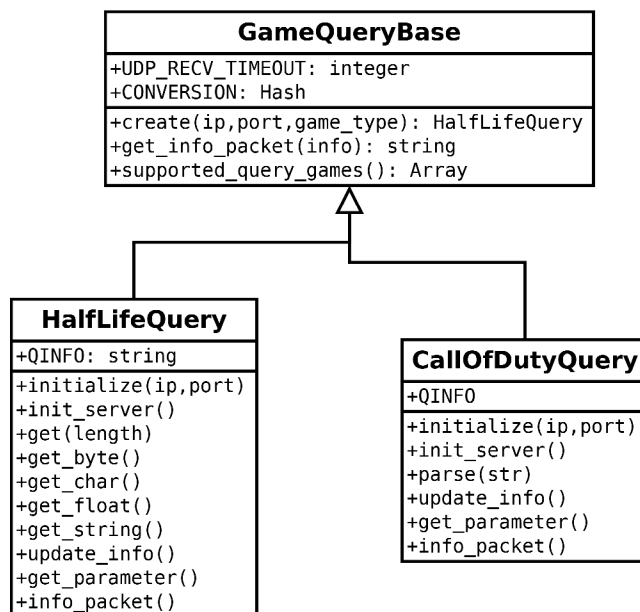 GameQueryBase
+UDP_RECV_TIMEOUT: integer
+CONVERSION: Hash
+create(ip,port,game_type): HalfLifeQuery
+get_info_packet(info): string
+supported_query_games(): Array
HalfLifeQuery
+QINFO: string
+initialize(ip,port)
+init_server()
+get(length)
+get_byte()
+get_char()
+get_float()
+get_string()
+update_info()
+get_parameter()
+info_packet()
CallOfDutyQuery
+QINFO
+initialize(ip,port)
+init_server()
+parse(str)
+update_info()
+get_parameter()
+info_packet()